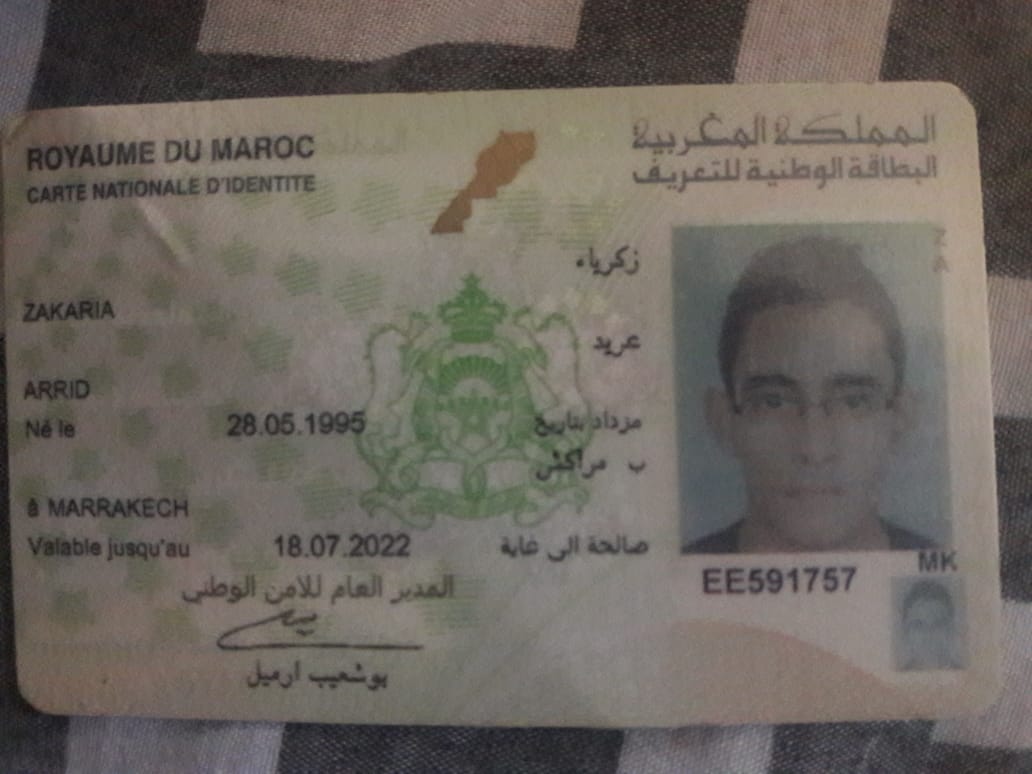 ROYAUME DU MAROC
المملكة المغربية
CARTE NATIONALE D'IDENTITE
البطاقة الوطنية للتعريف
زكرياء
ZAKARIA
عريد
ARRID
Né le 28.05.1995 مزداد بتاريخ
ب مراكش
à MARRAKECH
Valable jusqu'au 18.07.2022 صالحة الى غاية
المدير العام للامن الوطني
بوشعيب ارميل
Z
A
MK
EE591757